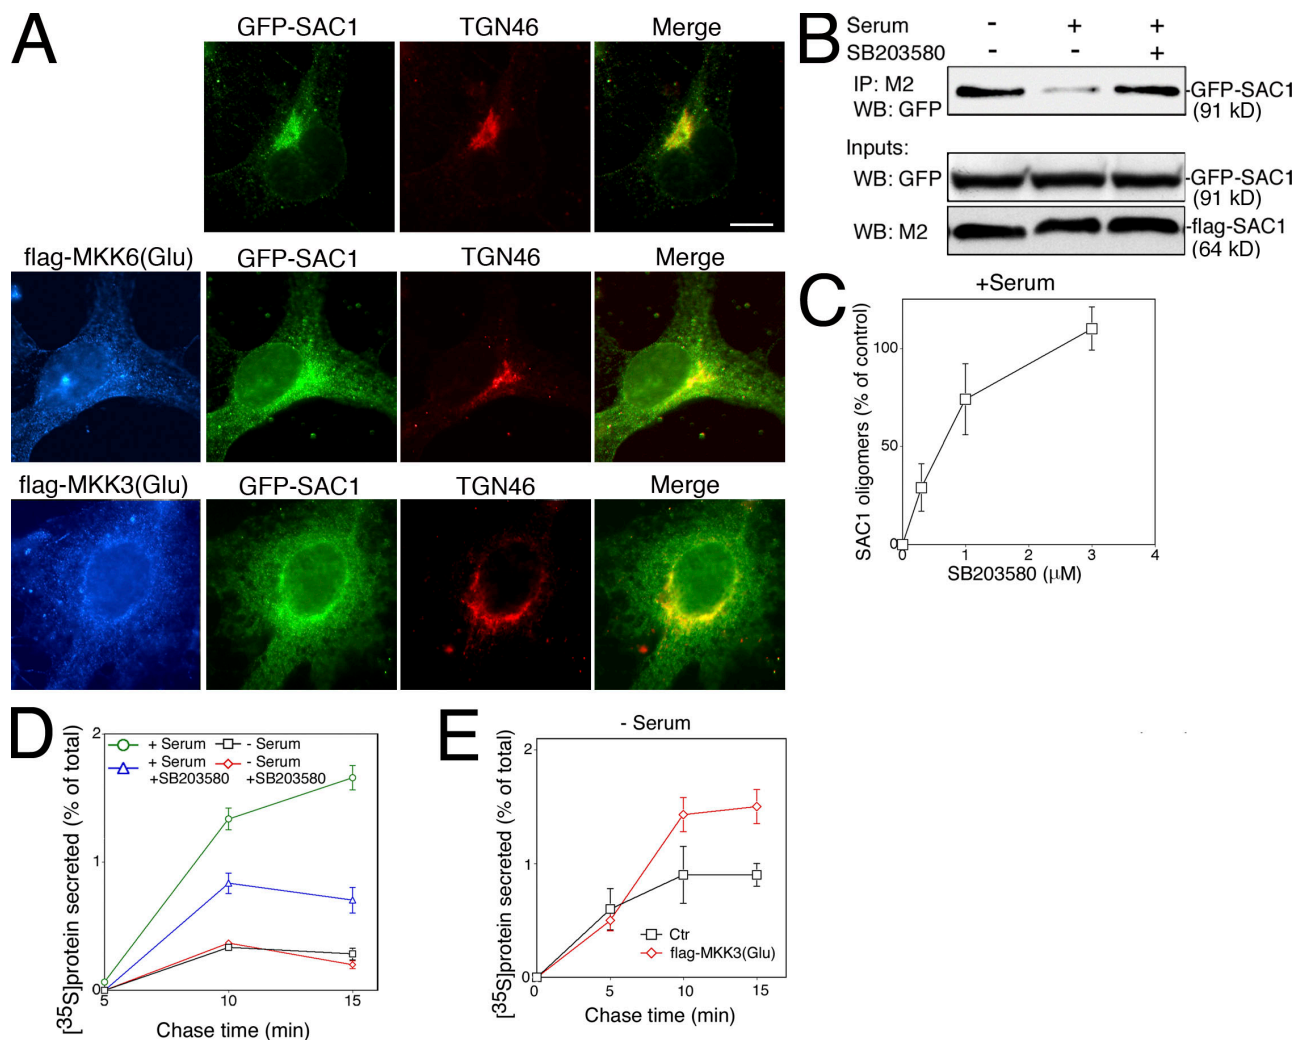 A
GFP-SAC1 TGN46 Merge
flag-MKK6(Glu) GFP-SAC1 TGN46 Merge
flag-MKK3(Glu) GFP-SAC1 TGN46 Merge
B
Serum - + +
SB203580 - - +
IP: M2
WB: GFP
-GFP-SAC1
(91 kD)
Inputs:
WB: GFP
-GFP-SAC1
(91 kD)
WB: M2
-flag-SAC1
(64 kD)
C
+Serum
SAC1 oligomers (% of control)
100
50
0
0 1 2 3 4
SB203580 (μM)
D
[35S]protein secreted (% of total)
2
1
0
+ Serum - Serum
+ Serum - Serum
+SB203580 +SB203580
5 10 15
Chase time (min)
E
- Serum
[35S]protein secreted (% of total)
2
1
0
Ctr
flag-MKK3(Glu)
0 5 10 15
Chase time (min)